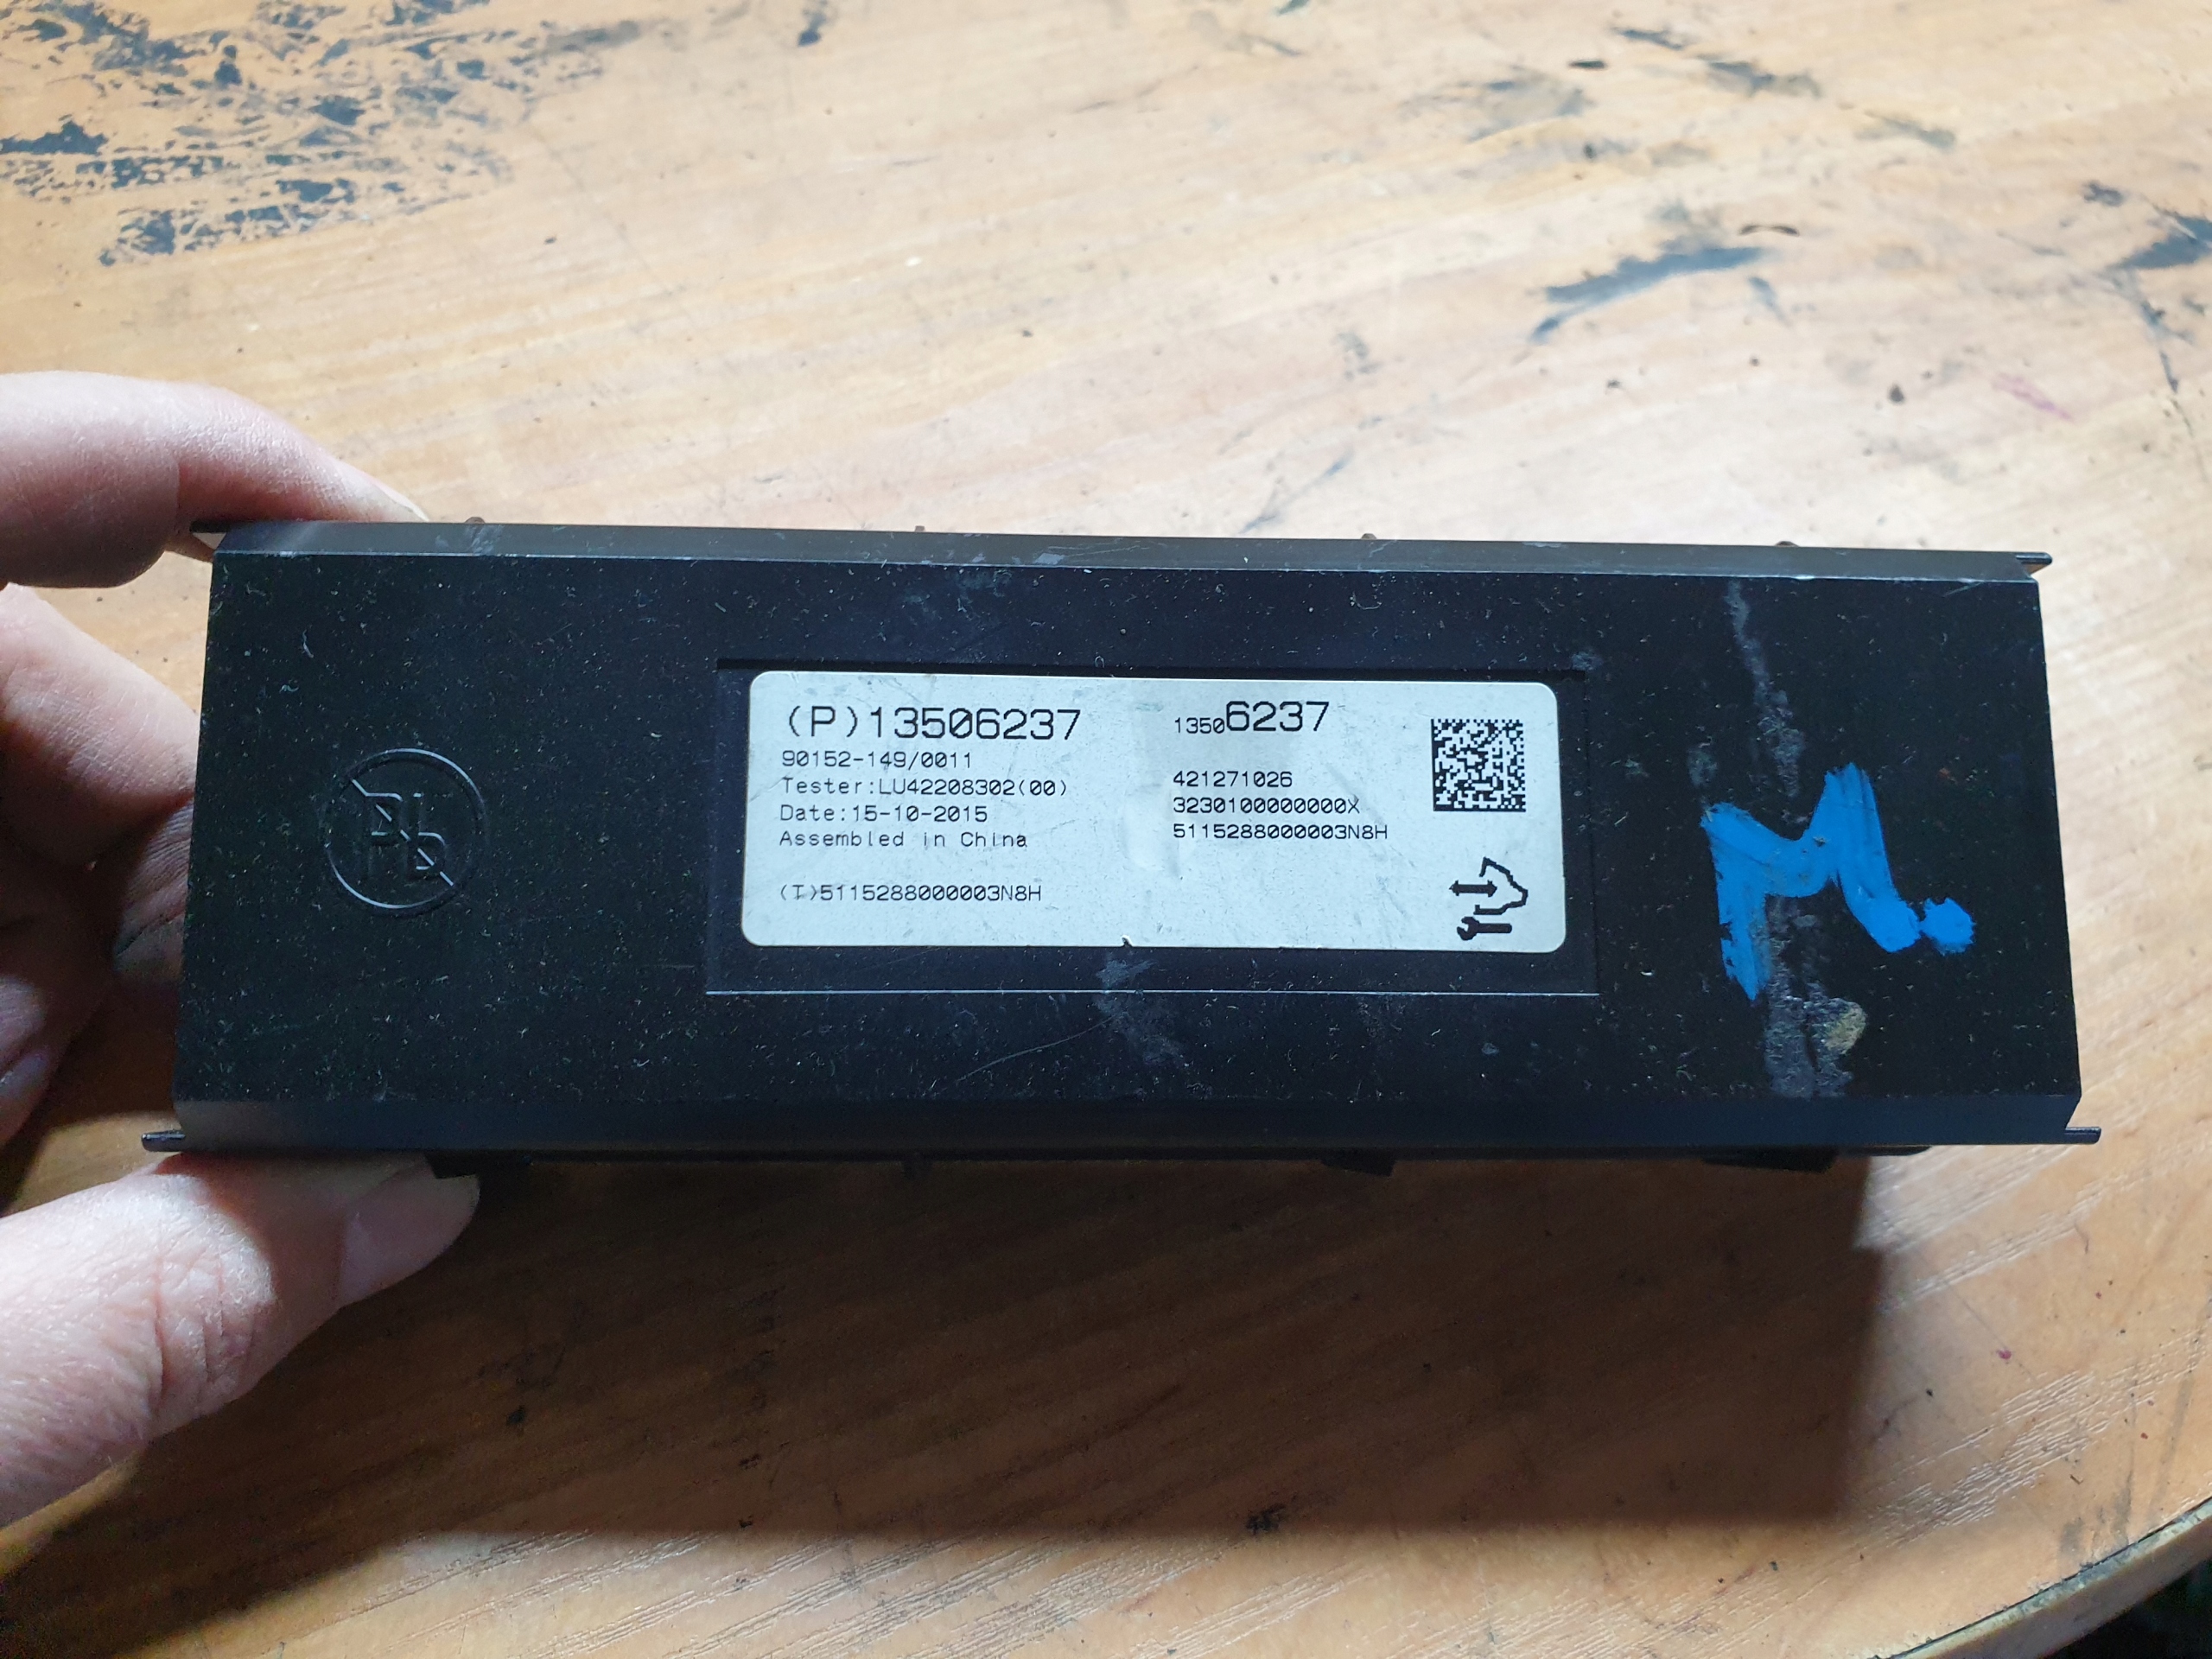 (P)13506237
90152-149/0011
Tester:LU42208302(00)
Date:15-10-2015
Assembled in China
(T)5115288000003N8H
13506237
421271026
3230100000000X
5115288000003N8H
Pb
M.